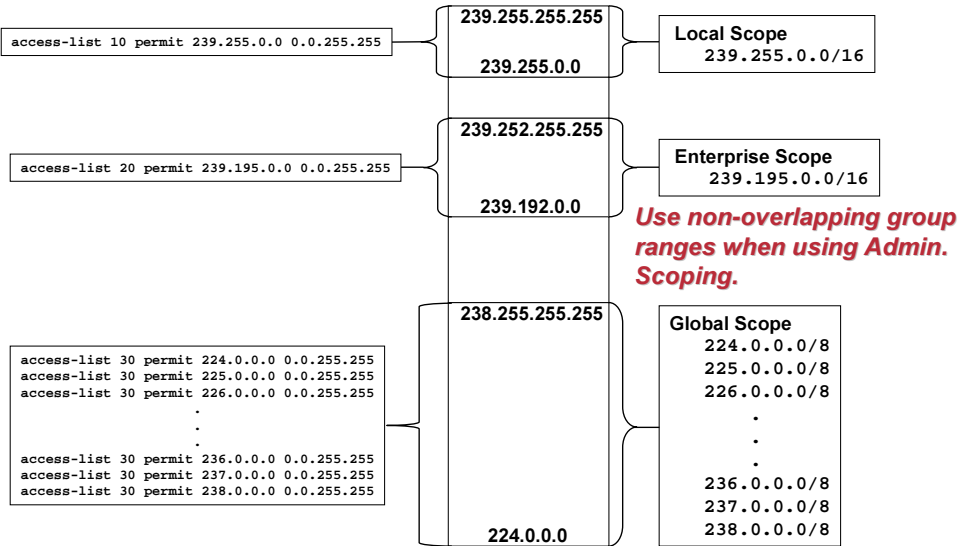 access-list 10 permit 239.255.0.0 0.0.255.255
239.255.255.255
239.255.0.0
Local Scope
239.255.0.0/16
access-list 20 permit 239.195.0.0 0.0.255.255
239.252.255.255
239.192.0.0
Enterprise Scope
239.195.0.0/16
Use non-overlapping group
ranges when using Admin.
Scoping.
access-list 30 permit 224.0.0.0 0.0.255.255
access-list 30 permit 225.0.0.0 0.0.255.255
access-list 30 permit 226.0.0.0 0.0.255.255
.
.
.
access-list 30 permit 236.0.0.0 0.0.255.255
access-list 30 permit 237.0.0.0 0.0.255.255
access-list 30 permit 238.0.0.0 0.0.255.255
238.255.255.255
224.0.0.0
Global Scope
224.0.0.0/8
225.0.0.0/8
226.0.0.0/8
.
.
.
236.0.0.0/8
237.0.0.0/8
238.0.0.0/8